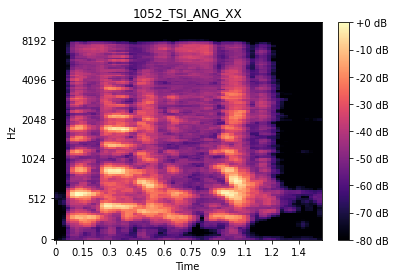 1052_TSI_ANG_XX
+0 dB
8192
-10 dB
4096
-20 dB
-30 dB
2048
Hz
-40 dB
1024
-50 dB
512
-60 dB
-70 dB
0
-80 dB
0 0.15 0.3 0.45 0.6 0.75 0.9 1.1 1.2 1.4
Time